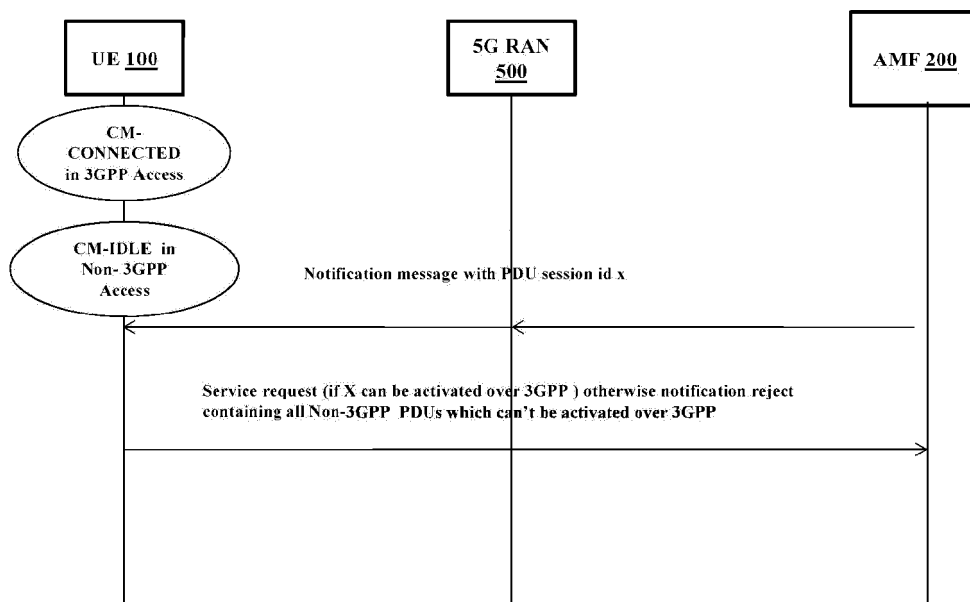 UE 100
5G RAN
500
AMF 200
CM-
CONNECTED
in 3GPP Access
CM-IDLE in
Non- 3GPP
Access
Notification message with PDU session id x
Service request (if X can be activated over 3GPP ) otherwise notification reject
containing all Non-3GPP PDUs which can't be activated over 3GPP